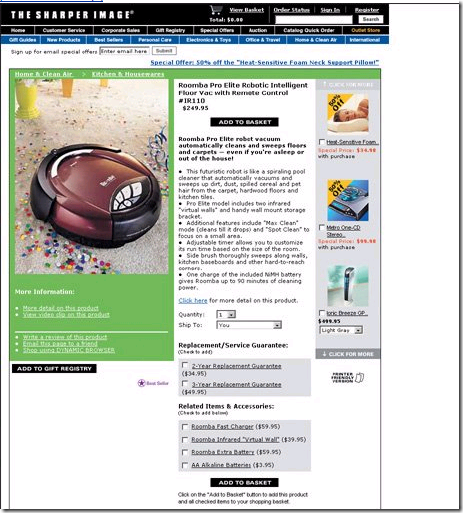 THE SHARPER IMAGE®
View Basket Order Status Sign In Register
Total: $0.00 Search
Home Customer Service Corporate Sales Gift Registry Special Offers Auction Catalog Quick Order Outlet Store
Gift Guides New Products Best Sellers Personal Care Electronics & Toys Office & Travel Home & Clean Air International
Sign up for email special offers Enter email here Submit
Special Offer: 50% off the "Heat-Sensitive Foam Neck Support Pillow!"
Home & Clean Air > Kitchen & Housewares
Roomba Pro Elite Robotic Intelligent
Floor Vac with Remote Control
#IR110
$249.95
ADD TO BASKET
Roomba Pro Elite robot vacuum
automatically cleans and sweeps floors
and carpets — even if you're asleep or
out of the house!
• This futuristic robot is like a spiraling pool
cleaner that automatically vacuums and
sweeps up dirt, dust, spilled cereal and pet
hair from the carpet, hardwood floors and
kitchen tiles.
• Pro Elite model includes two infrared
"virtual walls" and handy wall mount storage
bracket.
• Additional features include "Max Clean"
mode (cleans till it drops) and "Spot Clean" to
focus on a small area.
• Adjustable timer allows you to customize
its run time based on the size of the room.
• Side brush thoroughly sweeps along walls,
kitchen baseboards and other hard-to-reach
corners.
• One charge of the included NiMH battery
gives Roomba up to 90 minutes of cleaning
power.
Click here for more detail on this product.
Quantity: 1
Ship To: You
Replacement/Service Guarantee:
(Check to add)
2-Year Replacement Guarantee
($34.95)
3-Year Replacement Guarantee
($49.95)
Related Items & Accessories:
(Check to add below)
Roomba Fast Charger ($59.95)
Roomba Infrared "Virtual Wall" ($39.95)
Roomba Extra Battery ($59.95)
AA Alkaline Batteries ($3.95)
ADD TO BASKET
Click on the "Add to Basket" button to add this product
and all checked items to your shopping basket.
More Information:
• More detail on this product
• View video clip on this product
• Write a review of this product
• Email this page to a friend
• Shop using DYNAMIC BROWSER
ADD TO GIFT REGISTRY
Best Seller
CLICK FOR MORE
50% Off
Heat-Sensitive Foam..
Special Price: $34.98
with purchase
50% Off
Metro One-CD
Stereo..
Special Price: $99.98
with purchase
Ionic Breeze GP..
$499.95
Light Gray
CLICK FOR MORE
PRINTER
FRIENDLY
VERSION